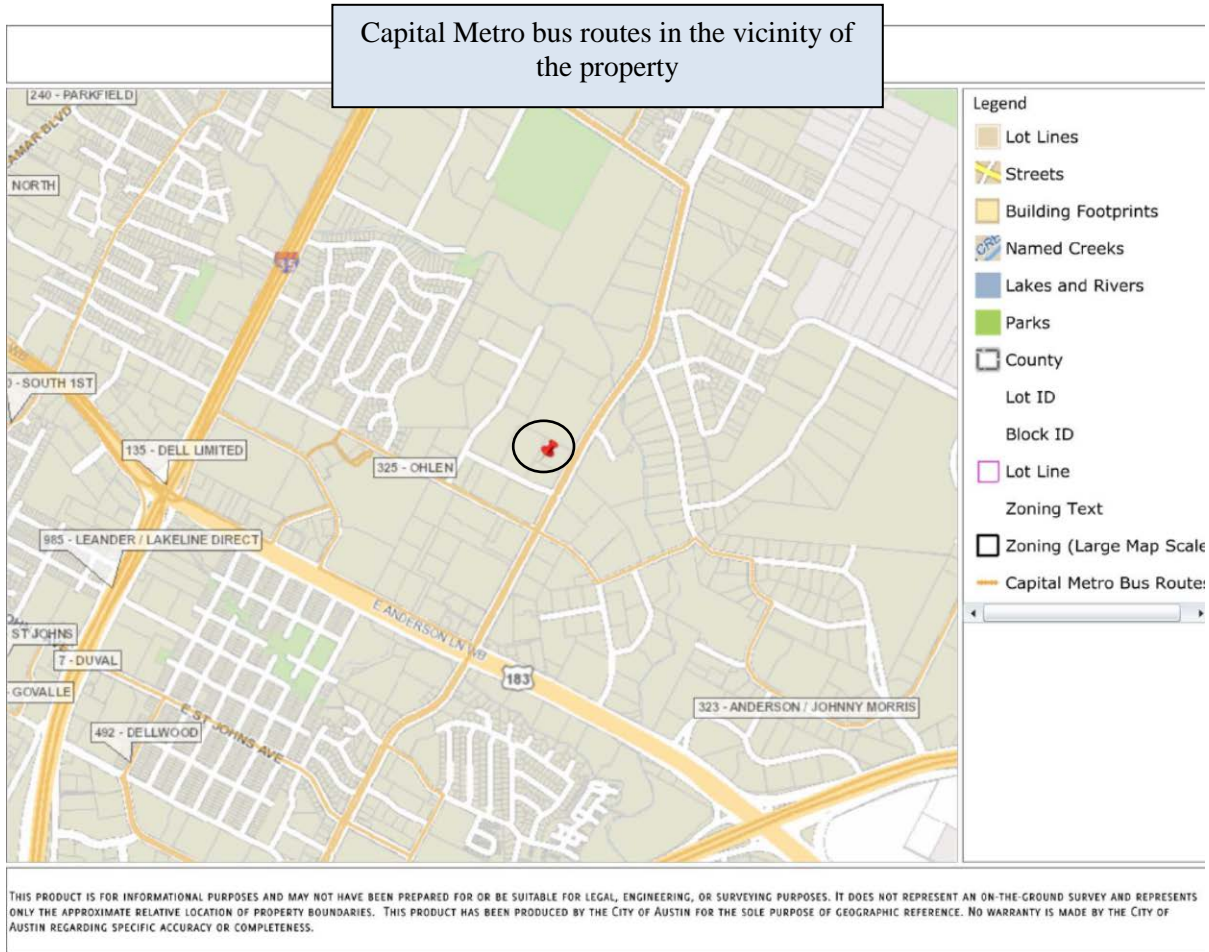 Capital Metro bus routes in the vicinity of
the property
240 - PARKFIELD
AMAR BLVD
NORTH
35
WB
0 - SOUTH 1ST
135 - DELL LIMITED
325 - OHLEN
985 - LEANDER / LAKELINE DIRECT
E ANDERSON LN WB
ST JOHNS
7 - DUVAL
183
- GOVALLE
323 - ANDERSON / JOHNNY MORRIS
E ST JOHNS AVE
492 - DELLWOOD
Legend
Lot Lines
Streets
Building Footprints
CRE
Named Creeks
Lakes and Rivers
Parks
County
Lot ID
Block ID
Lot Line
Zoning Text
Zoning (Large Map Scale
Capital Metro Bus Routes
THIS PRODUCT IS FOR INFORMATIONAL PURPOSES AND MAY NOT HAVE BEEN PREPARED FOR OR BE SUITABLE FOR LEGAL, ENGINEERING, OR SURVEYING PURPOSES. IT DOES NOT REPRESENT AN ON-THE-GROUND SURVEY AND REPRESENTS
ONLY THE APPROXIMATE RELATIVE LOCATION OF PROPERTY BOUNDARIES. THIS PRODUCT HAS BEEN PRODUCED BY THE CITY OF AUSTIN FOR THE SOLE PURPOSE OF GEOGRAPHIC REFERENCE. NO WARRANTY IS MADE BY THE CITY OF
AUSTIN REGARDING SPECIFIC ACCURACY OR COMPLETENESS.